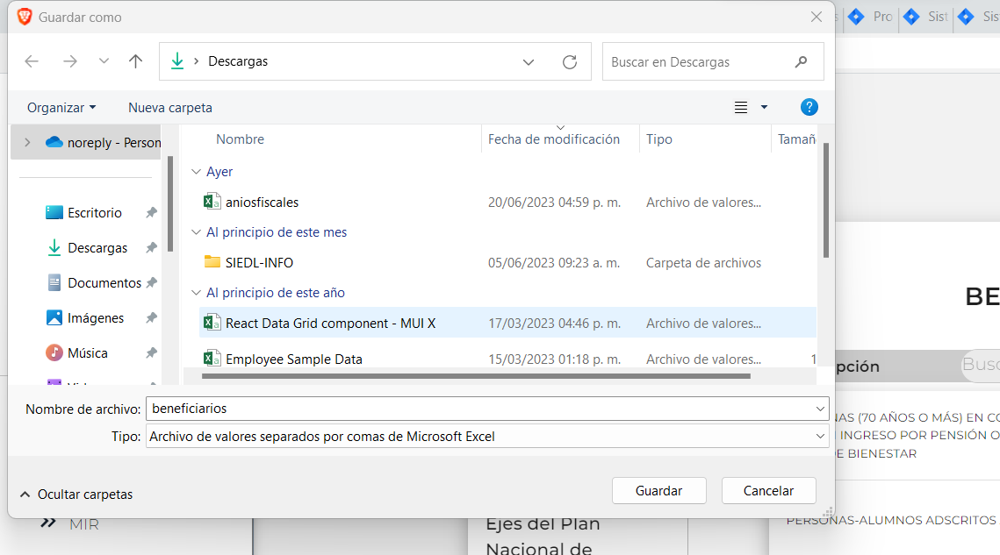 Guardar como
Pro
Sist
Sis
Descargas
Buscar en Descargas
Organizar
Nueva carpeta
noreply - Person
Nombre
Fecha de modificación
Tipo
Tamañ
Ayer
aniosfiscales
20/06/2023 04:59 p. m.
Archivo de valores...
Al principio de este mes
SIEDL-INFO
05/06/2023 09:23 a. m.
Carpeta de archivos
Al principio de este año
React Data Grid component - MUI X
17/03/2023 04:46 p. m.
Archivo de valores...
Employee Sample Data
15/03/2023 01:18 p. m.
Archivo de valores...
1
Escritorio
Descargas
Documentos
Imágenes
Música
Nombre de archivo: beneficiarios
Tipo: Archivo de valores separados por comas de Microsoft Excel
Ocultar carpetas
Guardar
Cancelar
BE
pción
Busc
NAS (70 AÑOS O MÁS) EN CO
INGRESO POR PENSIÓN O
DE BIENESTAR
PERSONAS-ALUMNOS ADSCRITOS
MIR
Ejes del Plan
Nacional de